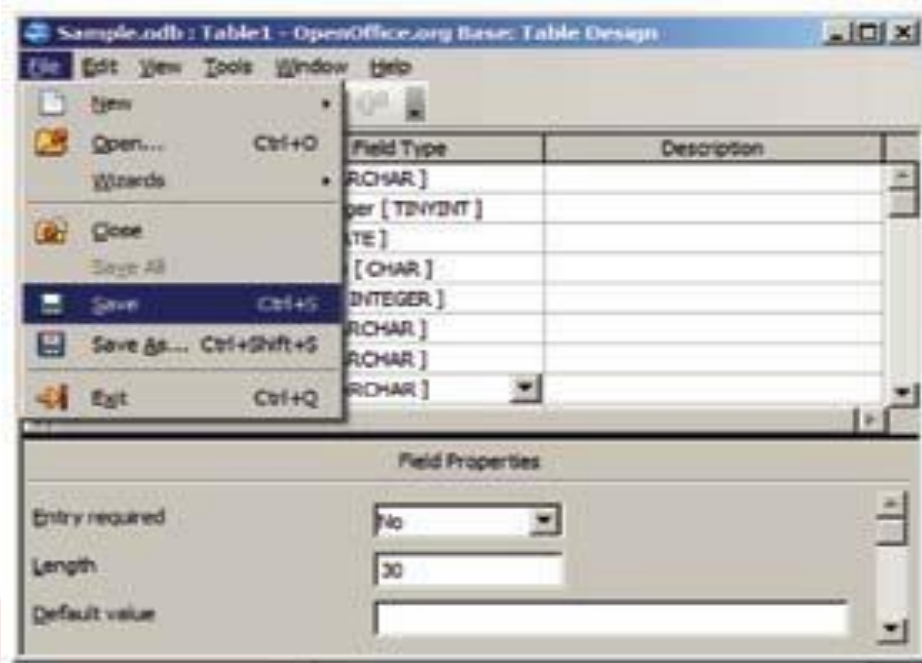 Sample.odb : Table1 - OpenOffice.org Base: Table Design
File Edit View Tools Window Help
New
Open... Ctrl+O
Wizards
Close
Save All
Save Ctrl+S
Save As... Ctrl+Shift+S
Exit Ctrl+Q
Field Type Description
RCHAR ]
ger [ TINYINT ]
ATE ]
[ CHAR ]
INTEGER ]
RCHAR ]
RCHAR ]
RCHAR ]
Field Properties
Entry required No
Length 30
Default value